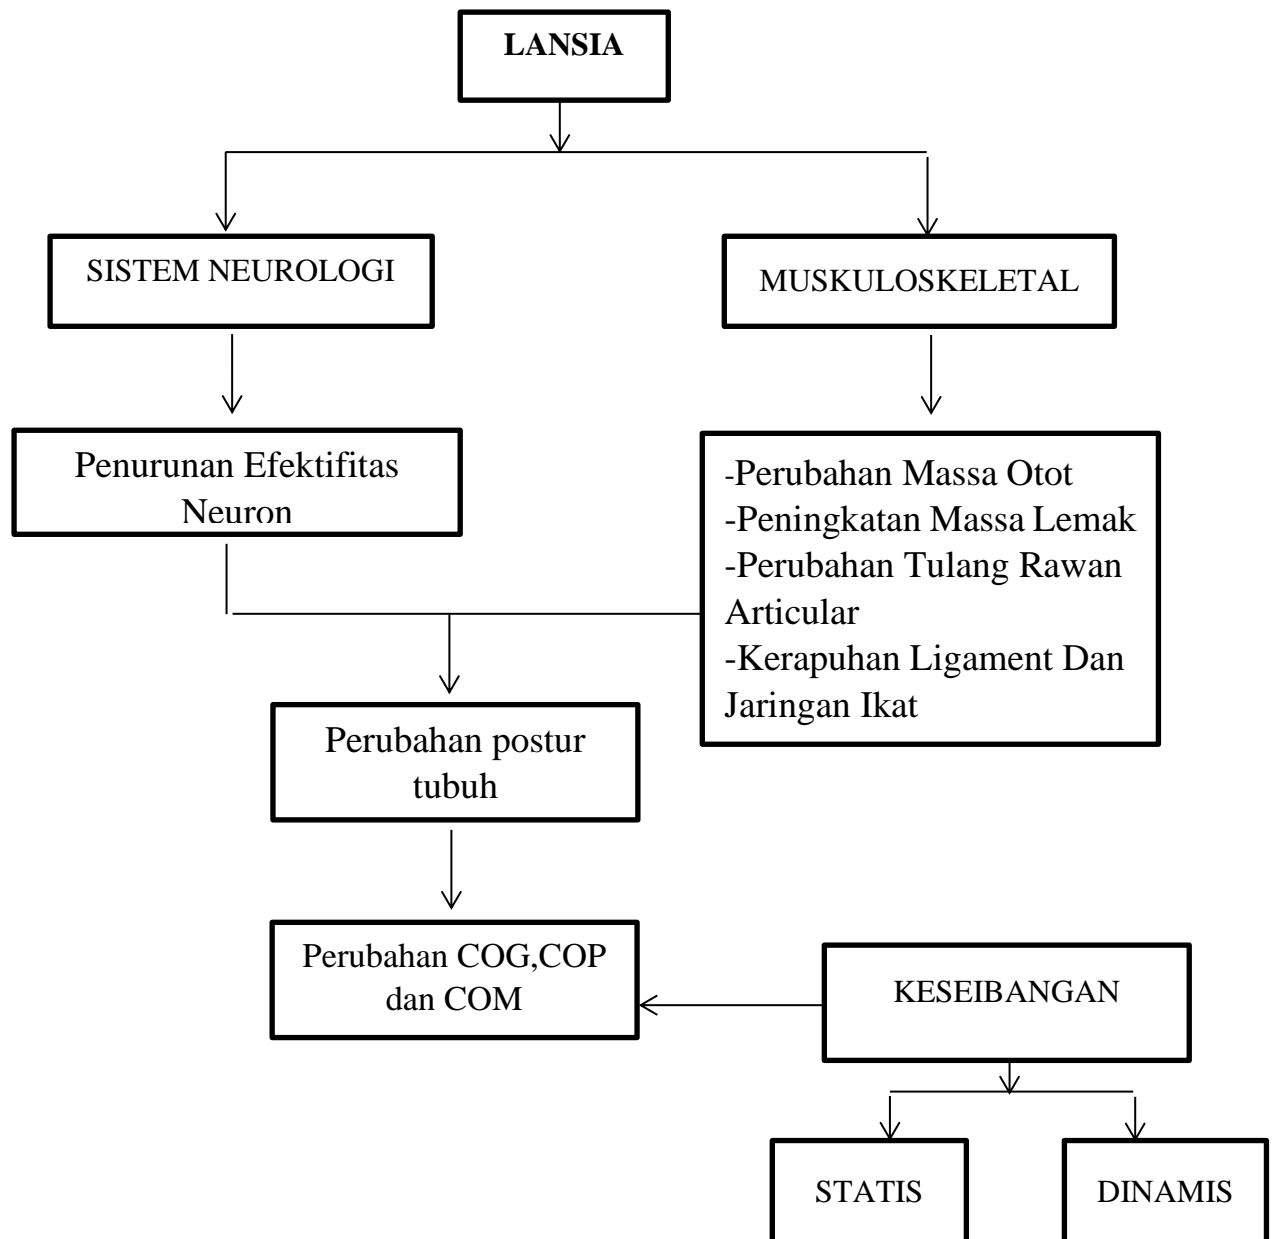 LANSIA
SISTEM NEUROLOGI
MUSKULOSKELETAL
Penurunan Efektifitas
Neuron
-Perubahan Massa Otot
-Peningkatan Massa Lemak
-Perubahan Tulang Rawan
Articular
-Kerapuhan Ligament Dan
Jaringan Ikat
Perubahan postur
tubuh
Perubahan COG,COP
dan COM
KESEIBANGAN
STATIS
DINAMIS